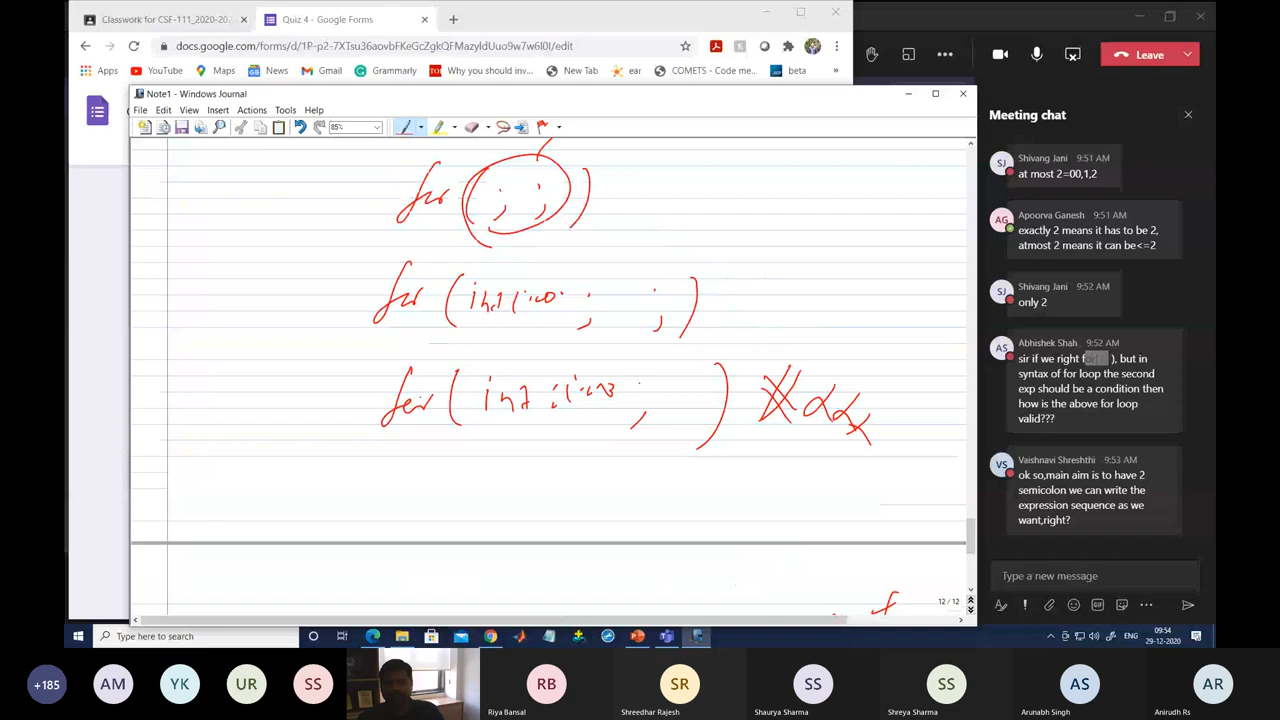 Classwork for CSF-111_2020-20
Quiz 4 - Google Forms
docs.google.com/forms/d/1P-p2-7XTsu36aovbFKeGcZgkQFMazyldUuo9w7w6l0I/edit
Apps YouTube Maps News Gmail Grammarly Why you should inv... New Tab ear COMETS - Code me... beta »
Leave
Note1 - Windows Journal
File Edit View Insert Actions Tools Help
85%
for ( ; ; )
for (int i=0 ; ; )
for ( int i=0 ; )
12 / 12
Meeting chat
SJ Shivang Jani 9:51 AM
at most 2=00,1,2
AG Apoorva Ganesh 9:51 AM
exactly 2 means it has to be 2,
atmost 2 means it can be<=2
SJ Shivang Jani 9:52 AM
only 2
AS Abhishek Shah 9:52 AM
sir if we right f ), but in
syntax of for loop the second
exp should be a condition then
how is the above for loop
valid???
VS Vaishnavi Shreshthi 9:53 AM
ok so,main aim is to have 2
semicolon we can write the
expression sequence as we
want,right?
Type a new message
Type here to search
ENG
09:54
29-12-2020
+185 AM YK UR SS RB SR SS SS AS AR
Riya Bansal Shreedhar Rajesh Shaurya Sharma Shreya Sharma Arunabh Singh Anirudh Rs